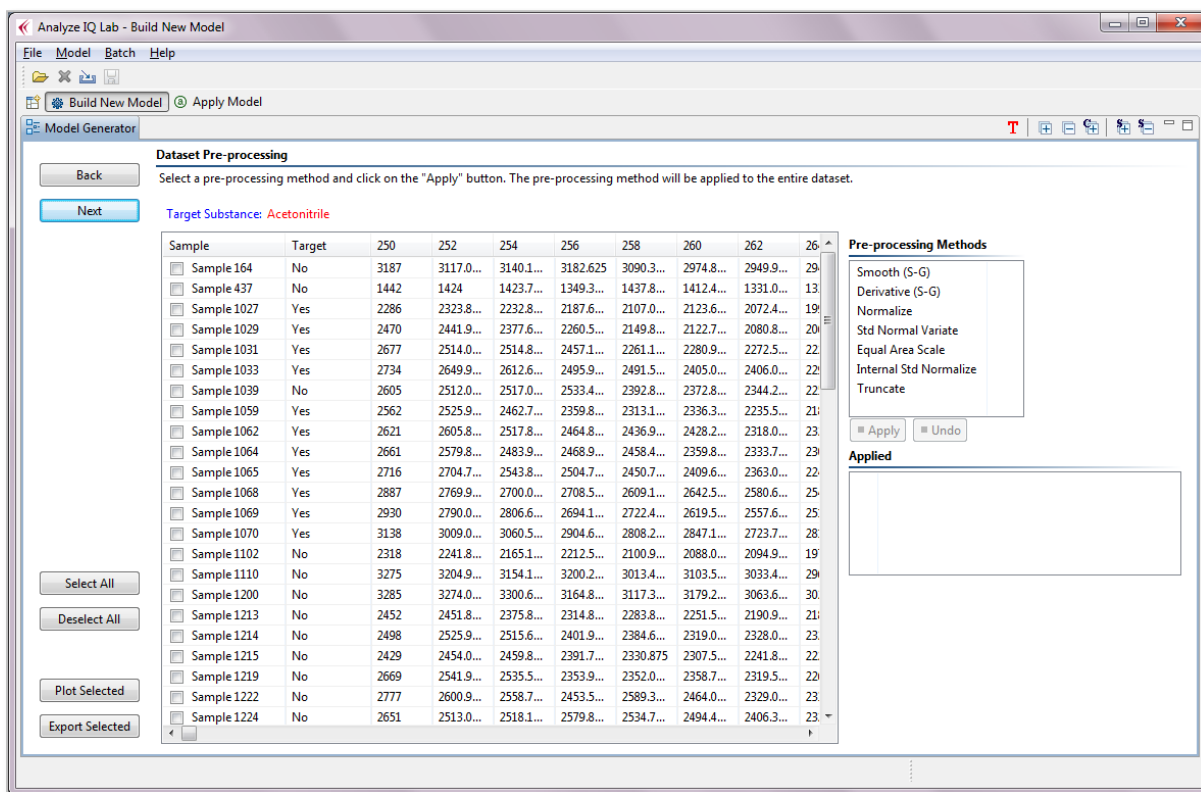 Analyze IQ Lab - Build New Model
File Model Batch Help
Build New Model Apply Model
Model Generator
T
Dataset Pre-processing
Back
Select a pre-processing method and click on the "Apply" button. The pre-processing method will be applied to the entire dataset.
Next
Target Substance: Acetonitrile
Sample Target 250 252 254 256 258 260 262
Sample 164 No 3187 3117.0... 3140.1... 3182.625 3090.3... 2974.8... 2949.9...
Sample 437 No 1442 1424 1423.7... 1349.3... 1437.8... 1412.4... 1331.0...
Sample 1027 Yes 2286 2323.8... 2232.8... 2187.6... 2107.0... 2123.6... 2072.4...
Sample 1029 Yes 2470 2441.9... 2377.6... 2260.5... 2149.8... 2122.7... 2080.8...
Sample 1031 Yes 2677 2514.0... 2514.8... 2457.1... 2261.1... 2280.9... 2272.5...
Sample 1033 Yes 2734 2649.9... 2612.6... 2495.9... 2491.5... 2405.0... 2406.0...
Sample 1039 No 2605 2512.0... 2517.0... 2533.4... 2392.8... 2372.8... 2344.2...
Sample 1059 Yes 2562 2525.9... 2462.7... 2359.8... 2313.1... 2336.3... 2235.5...
Sample 1062 Yes 2621 2605.8... 2517.8... 2464.8... 2436.9... 2428.2... 2318.0...
Sample 1064 Yes 2661 2579.8... 2483.9... 2468.9... 2458.4... 2359.8... 2333.7...
Sample 1065 Yes 2716 2704.7... 2543.8... 2504.7... 2450.7... 2409.6... 2363.0...
Sample 1068 Yes 2887 2769.9... 2700.0... 2708.5... 2609.1... 2642.5... 2580.6...
Sample 1069 Yes 2930 2790.0... 2806.6... 2694.1... 2722.4... 2619.5... 2557.6...
Sample 1070 Yes 3138 3009.0... 3060.5... 2904.6... 2808.2... 2847.1... 2723.7...
Sample 1102 No 2318 2241.8... 2165.1... 2212.5... 2100.9... 2088.0... 2094.9...
Sample 1110 No 3275 3204.9... 3154.1... 3200.2... 3013.4... 3103.5... 3033.4...
Sample 1200 No 3285 3274.0... 3300.6... 3164.8... 3117.3... 3179.2... 3063.6...
Sample 1213 No 2452 2451.8... 2375.8... 2314.8... 2283.8... 2251.5... 2190.9...
Sample 1214 No 2498 2525.9... 2515.6... 2401.9... 2384.6... 2319.0... 2328.0...
Sample 1215 No 2429 2454.0... 2459.8... 2391.7... 2330.875 2307.5... 2241.8...
Sample 1219 No 2669 2541.9... 2535.5... 2353.9... 2352.0... 2358.7... 2319.5...
Sample 1222 No 2777 2600.9... 2558.7... 2453.5... 2589.3... 2464.0... 2329.0...
Sample 1224 No 2651 2513.0... 2518.1... 2579.8... 2534.7... 2494.4... 2406.3...
Pre-processing Methods
Smooth (S-G)
Derivative (S-G)
Normalize
Std Normal Variate
Equal Area Scale
Internal Std Normalize
Truncate
Apply Undo
Applied
Select All
Deselect All
Plot Selected
Export Selected